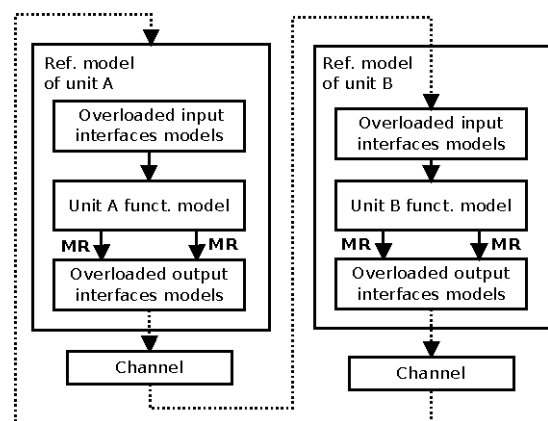 Ref. model
of unit A
Overloaded input
interfaces models
Unit A funct. model
MR
MR
Overloaded output
interfaces models
Channel
Ref. model
of unit B
Overloaded input
interfaces models
Unit B funct. model
MR
MR
Overloaded output
interfaces models
Channel